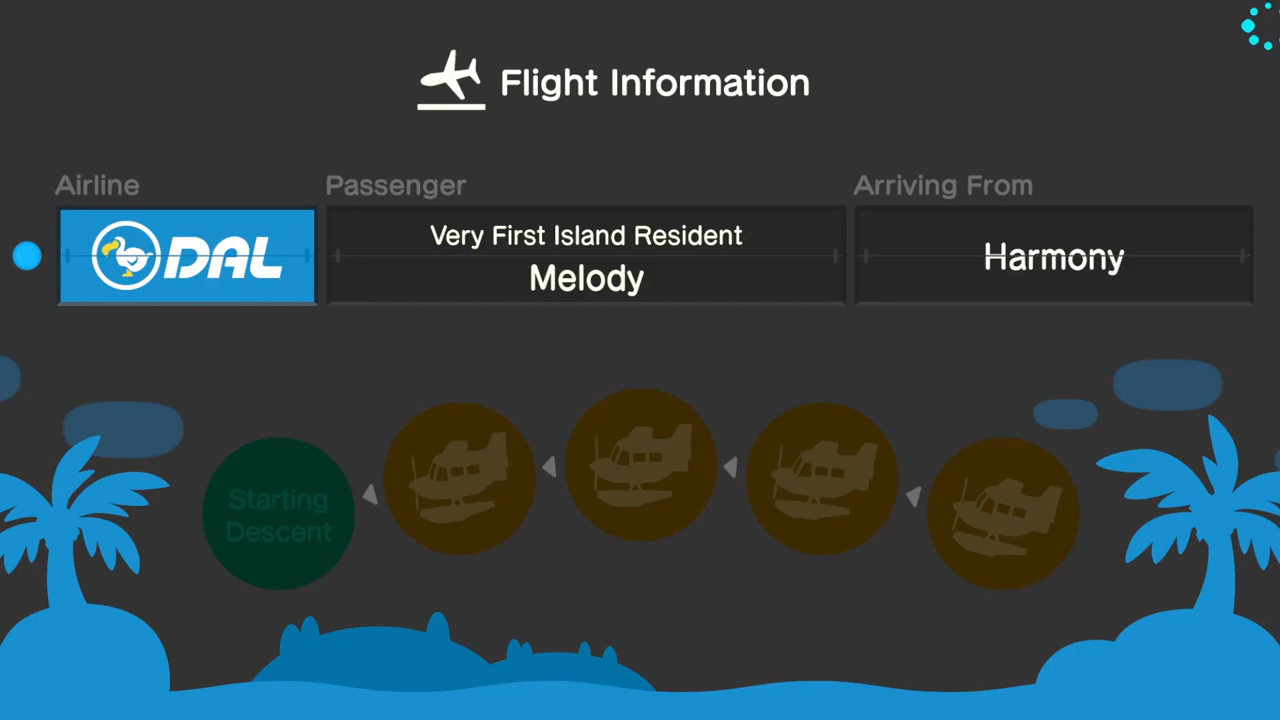 Flight Information
Airline
Passenger
Arriving From
DAL
Very First Island Resident
Melody
Harmony
Starting
Descent